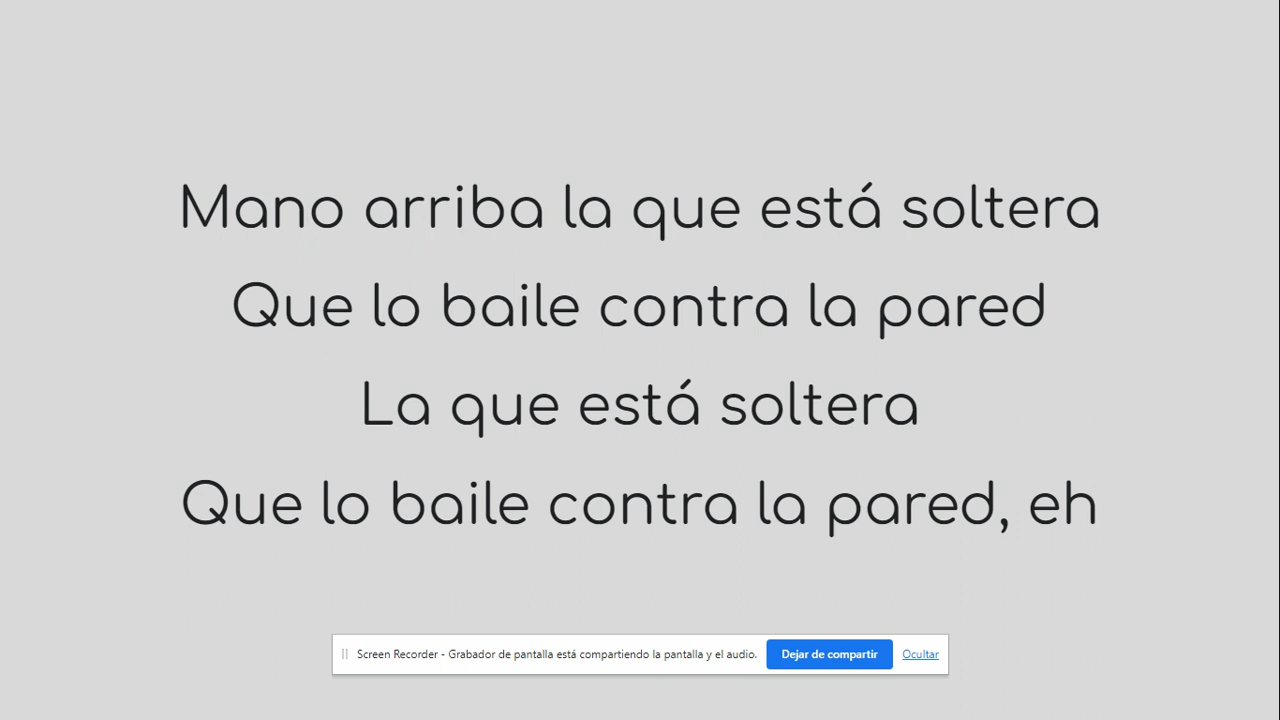 Mano arriba la que está soltera
Que lo baile contra la pared
La que está soltera
Que lo baile contra la pared, eh
Screen Recorder - Grabador de pantalla está compartiendo la pantalla y el audio. Dejar de compartir Ocultar